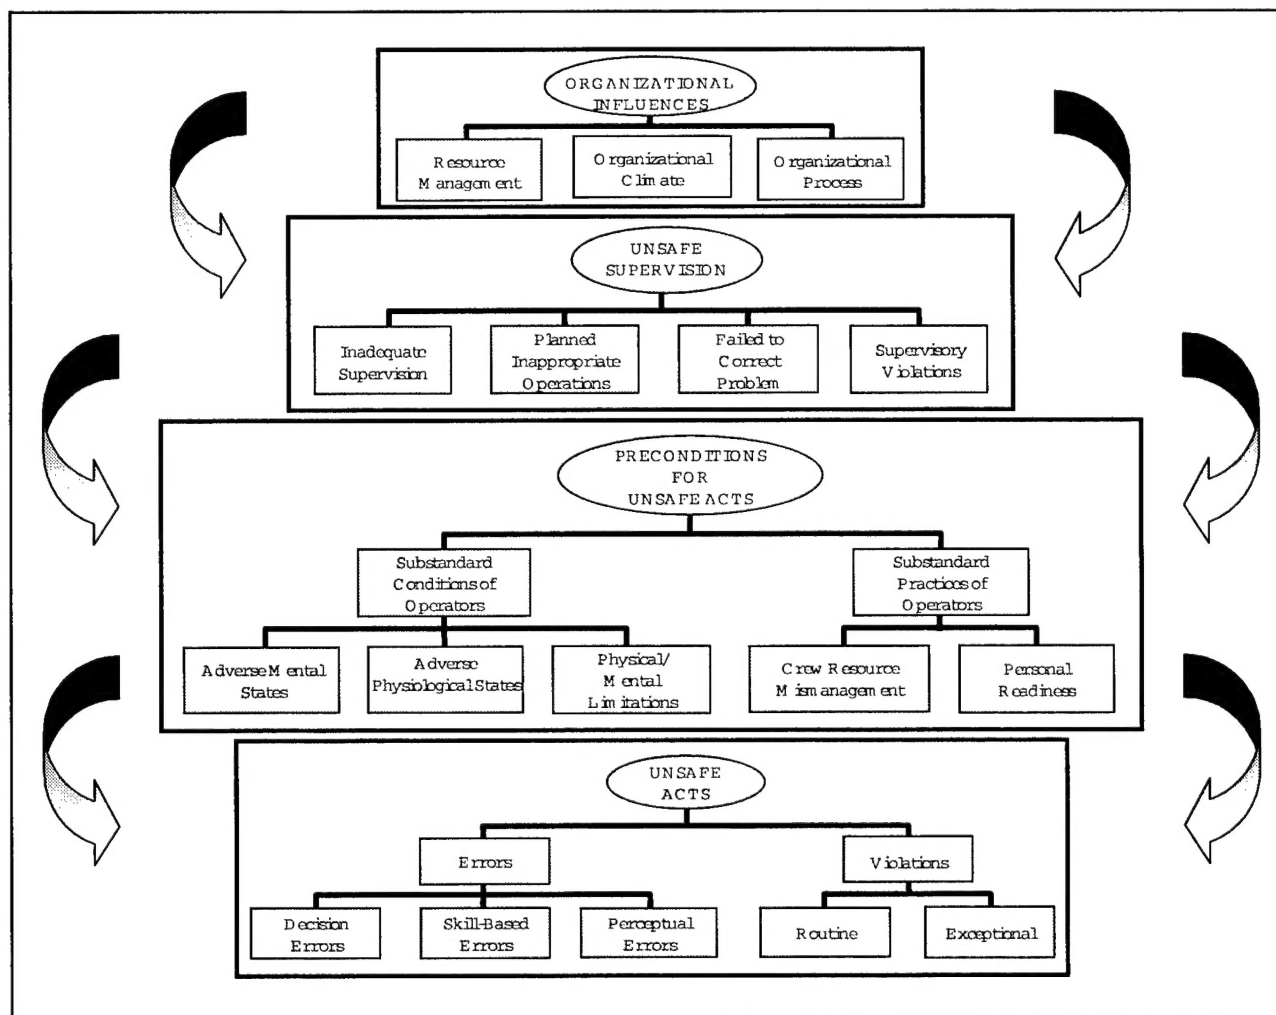 ORGANIZATIONAL
INFLUENCES
Resource
Management
Organizational
Climate
Organizational
Process
UNSAFE
SUPERVISION
Inadequate
Supervision
Planned
Inappropriate
Operations
Failed to
Correct
Problem
Supervisory
Violations
PRECONDITIONS
FOR
UNSAFE ACTS
Substandard
Conditions of
Operators
Substandard
Practices of
Operators
Adverse Mental
States
Adverse
Physiological States
Physical/
Mental
Limitations
Crew Resource
Mismanagement
Personal
Readiness
UNSAFE
ACTS
Errors
Violations
Decision
Errors
Skill-Based
Errors
Perceptual
Errors
Routine
Exceptional